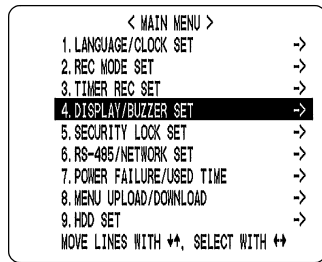 < MAIN MENU >
1. LANGUAGE/CLOCK SET ->
2. REC MODE SET ->
3. TIMER REC SET ->
4. DISPLAY/BUZZER SET ->
5. SECURITY LOCK SET ->
6. RS-485/NETWORK SET ->
7. POWER FAILURE/USED TIME ->
8. MENU UPLOAD/DOWNLOAD ->
9. HDD SET ->
MOVE LINES WITH ↓↑, SELECT WITH ↔